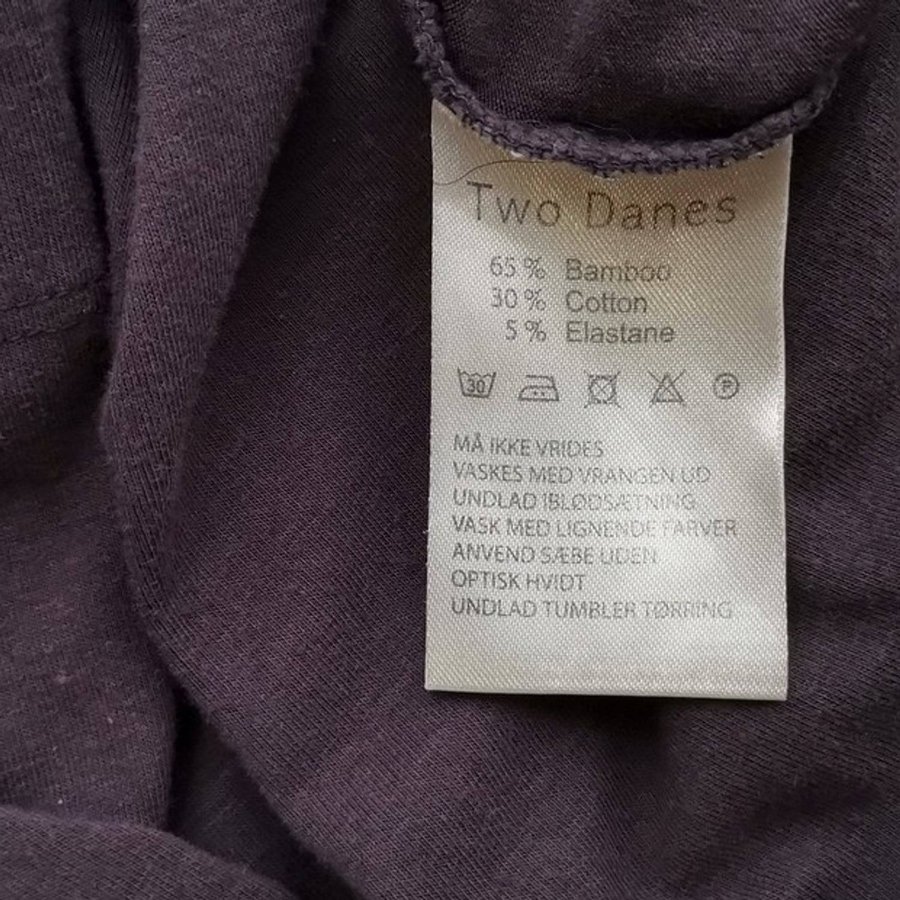 Two Danes
65 % Bamboo
30 % Cotton
5 % Elastane
30 P
MÅ IKKE VRIDES
VASKES MED VRANGEN UD
UNDLAD IBLØDSÆTNING
VASK MED LIGNENDE FARVER
ANVEND SÆBE UDEN
OPTISK HVIDT
UNDLAD TUMBLER TØRRING